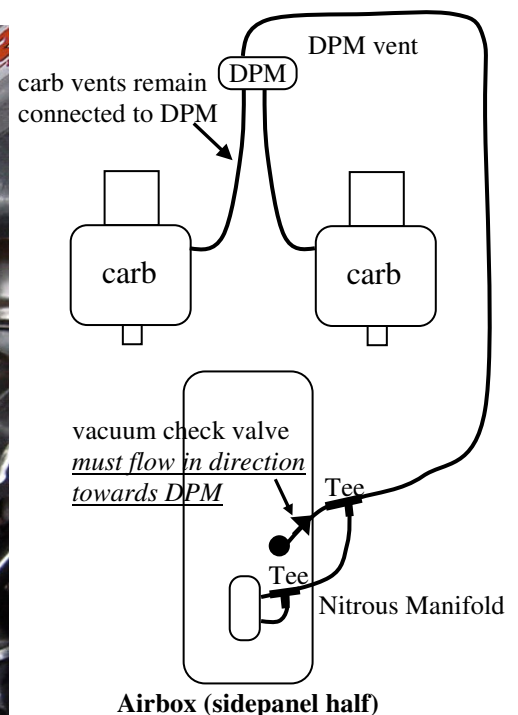 DPM vent
DPM
carb vents remain
connected to DPM
carb
carb
vacuum check valve
must flow in direction
towards DPM
Tee
Tee
Nitrous Manifold
Airbox (sidepanel half)